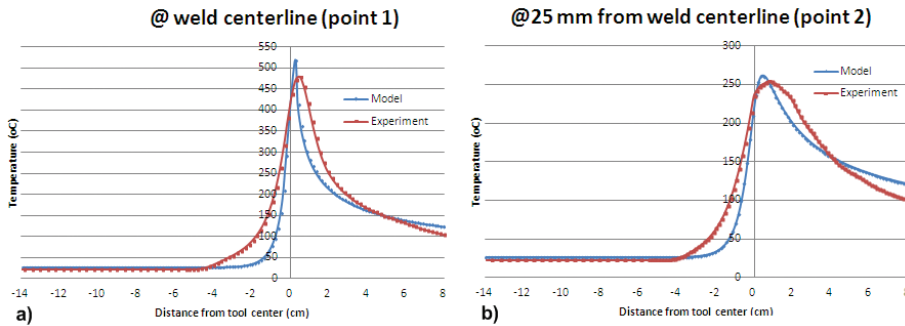 @ weld centerline (point 1)
550
500
450
400
350
300
250
200
150
100
50
0
Temperature (oC)
Model
Experiment
-14 -12 -10 -8 -6 -4 -2 0 2 4 6 8
Distance from tool center (cm)
a)
@25 mm from weld centerline (point 2)
300
250
200
150
100
50
0
Temperature (oC)
Model
Experiment
-14 -12 -10 -8 -6 -4 -2 0 2 4 6 8
Distance from tool center (cm)
b)